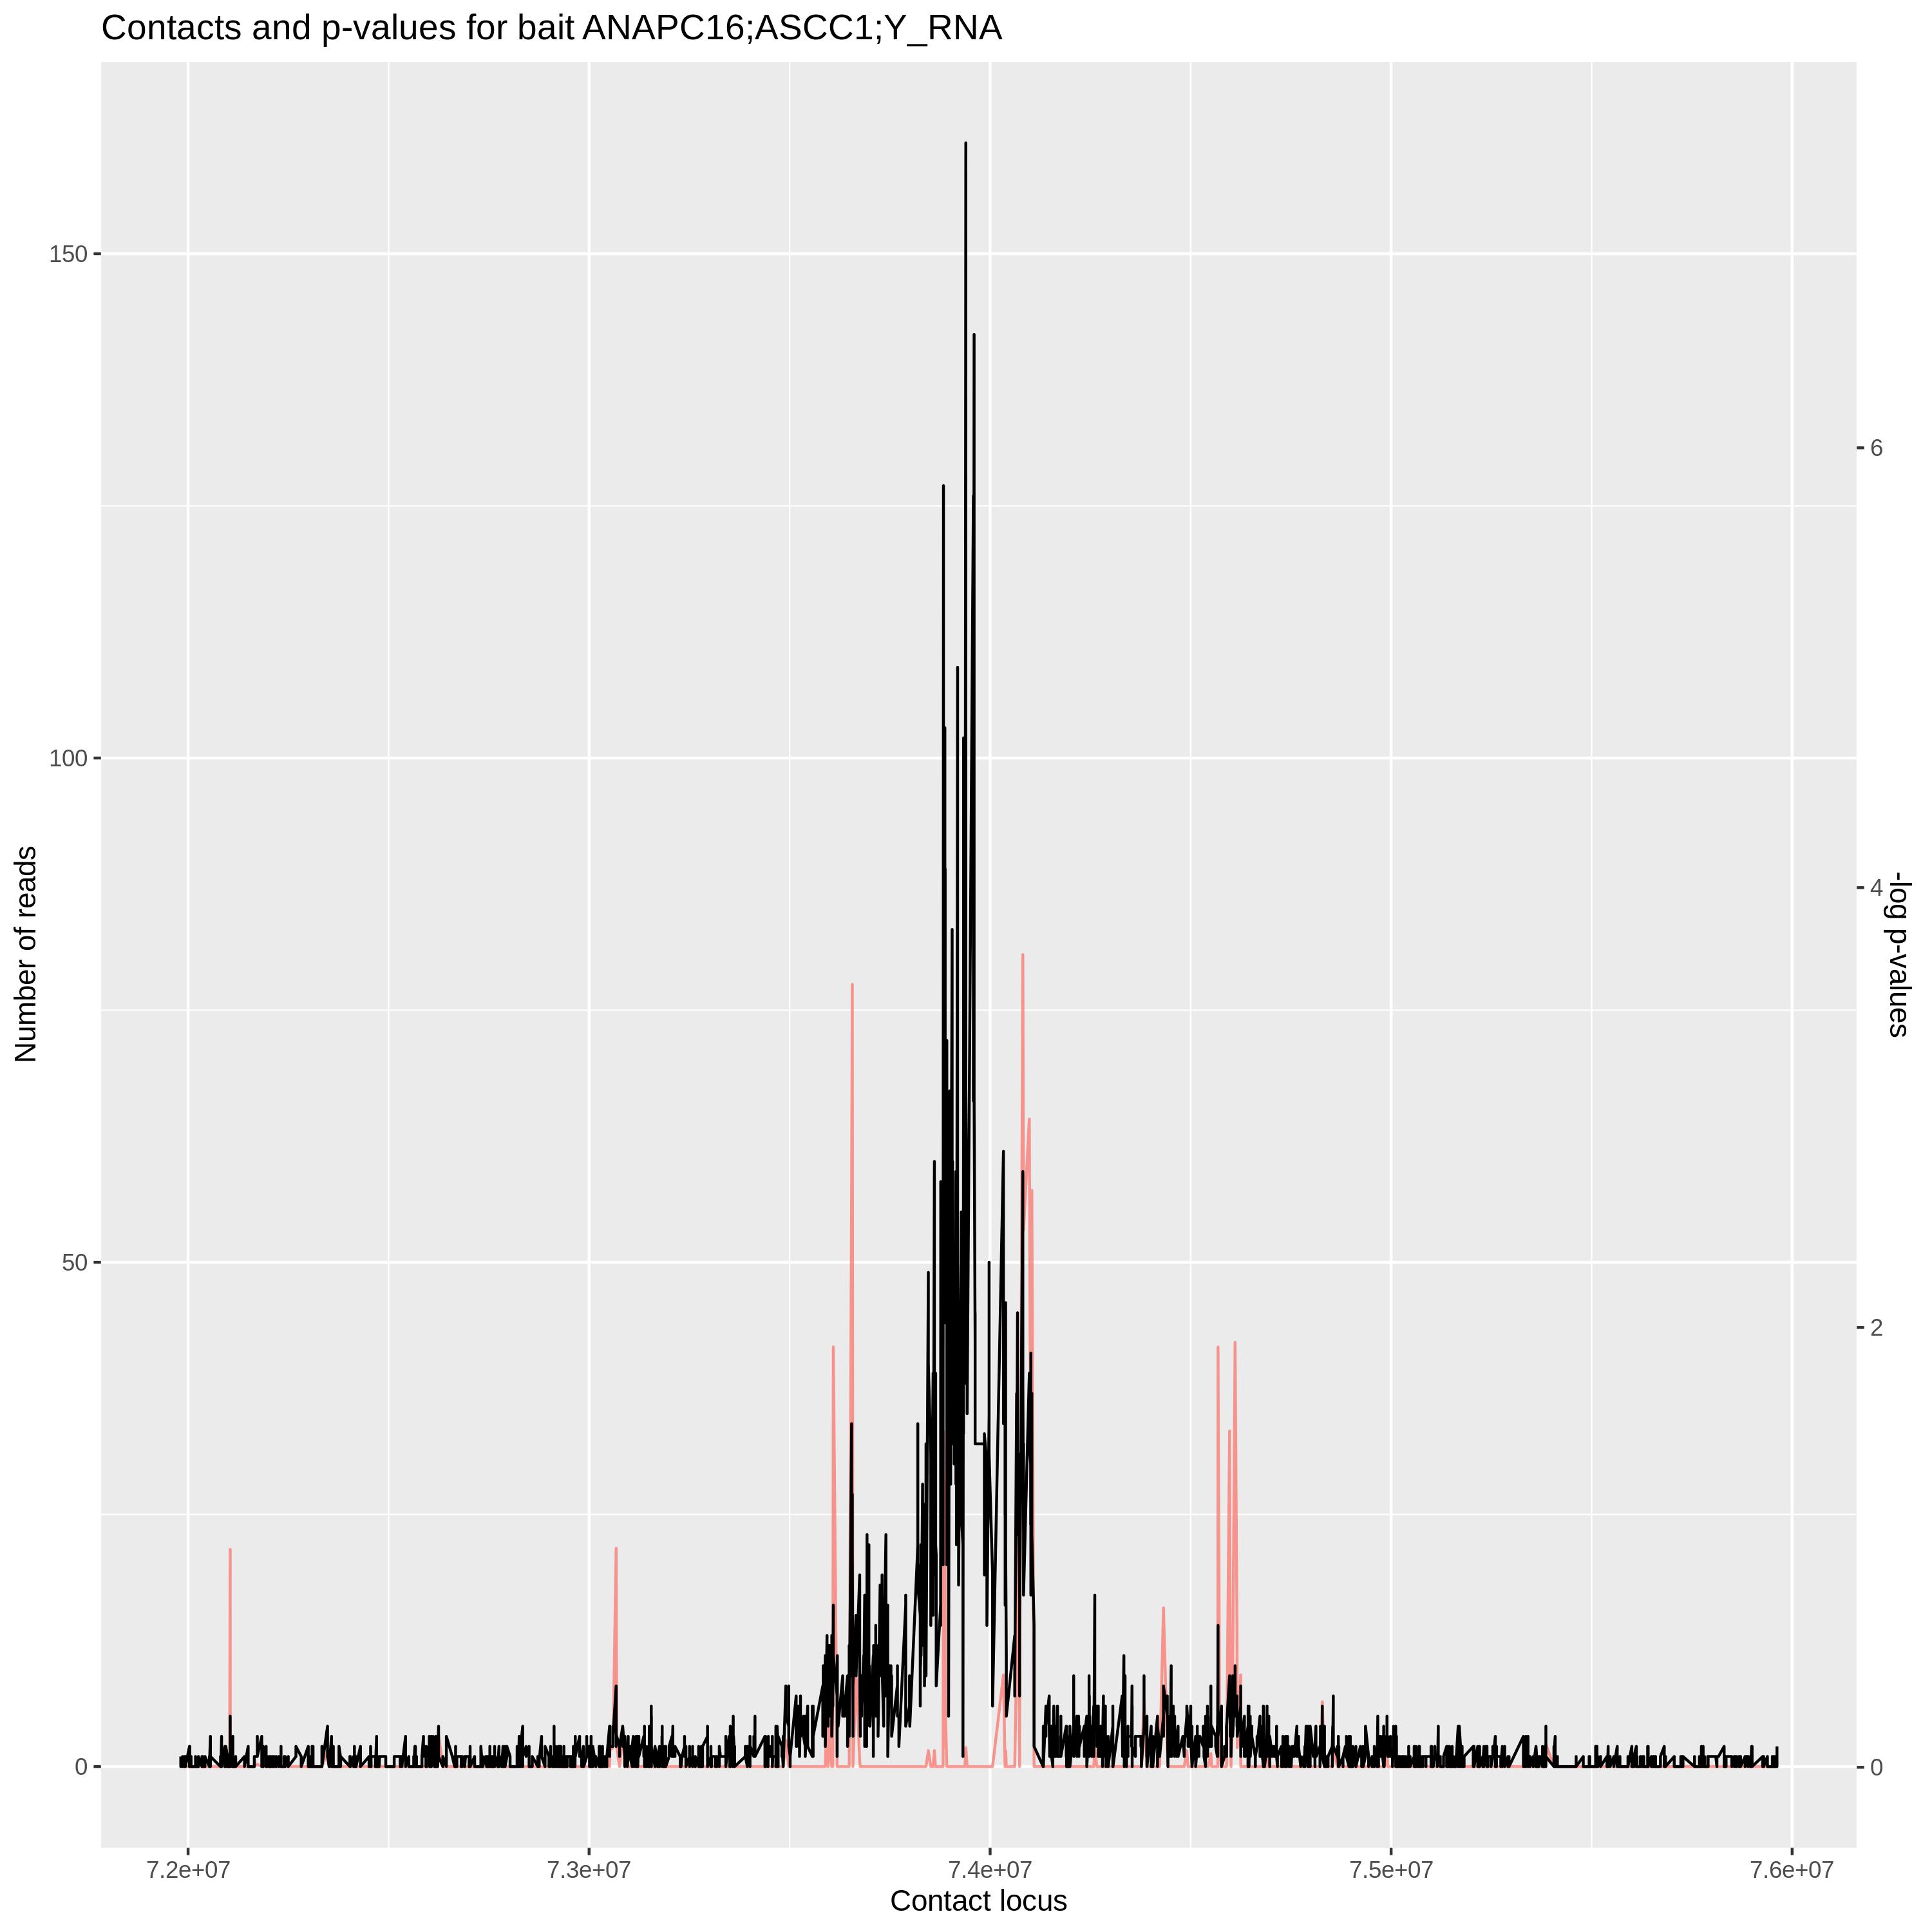 Contacts and p-values for bait ANAPC16;ASCC1;Y_RNA
150
100
50
0
6
4
2
0
Number of reads
-log p-values
7.2e+07 7.3e+07 7.4e+07 7.5e+07 7.6e+07
Contact locus